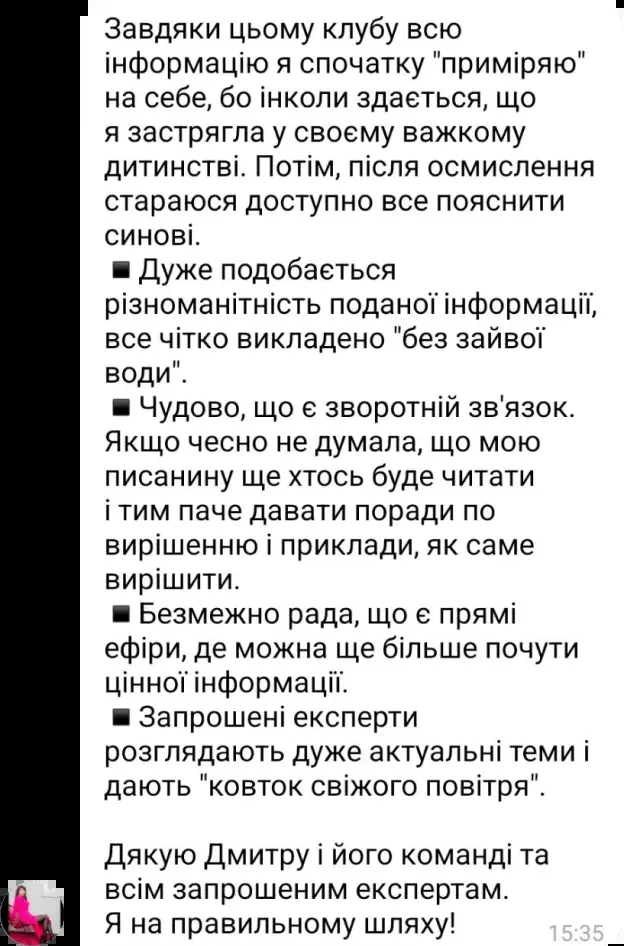 Завдяки цьому клубу всю
інформацію я спочатку "приміряю"
на себе, бо інколи здається, що
я застрягла у своєму важкому
дитинстві. Потім, після осмислення
стараюся доступно все пояснити
синові.
◾Дуже подобається
різноманітність поданої інформації,
все чітко викладено "без зайвої
води".
◾Чудово, що є зворотній зв'язок.
Якщо чесно не думала, що мою
писанину ще хтось буде читати
і тим паче давати поради по
вирішенню і приклади, як саме
вирішити.
◾Безмежно рада, що є прямі
ефіри, де можна ще більше почути
цінної інформації.
◾Запрошені експерти
розглядають дуже актуальні теми і
дають "ковток свіжого повітря".
Дякую Дмитру і його команді та
всім запрошеним експертам.
Я на правильному шляху!
15:35